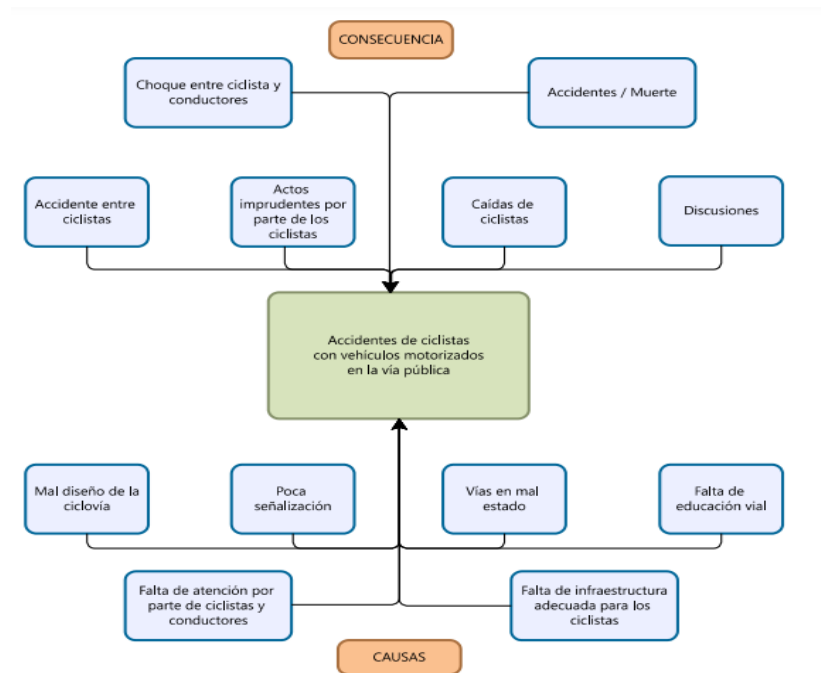 CONSECUENCIA
Choque entre ciclista y
conductores
Accidentes / Muerte
Accidente entre
ciclistas
Actos
imprudentes por
parte de los
ciclistas
Caídas de
ciclistas
Discusiones
Accidentes de ciclistas
con vehículos motorizados
en la vía pública
Mal diseño de la
ciclovía
Poca
señalización
Vías en mal
estado
Falta de
educación vial
Falta de atención por
parte de ciclistas y
conductores
Falta de infraestructura
adecuada para los
ciclistas
CAUSAS